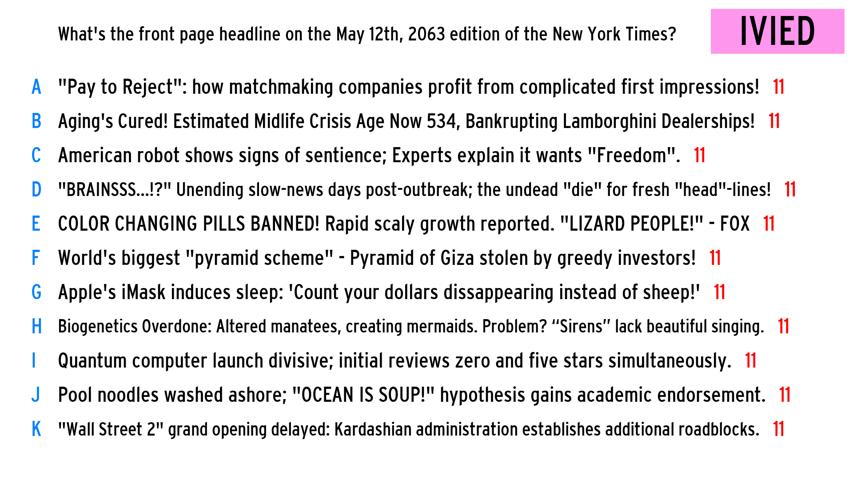 What's the front page headline on the May 12th, 2063 edition of the New York Times?
IVIED
A "Pay to Reject": how matchmaking companies profit from complicated first impressions! 11
B Aging's Cured! Estimated Midlife Crisis Age Now 534, Bankrupting Lamborghini Dealerships! 11
C American robot shows signs of sentience; Experts explain it wants "Freedom". 11
D "BRAINSSS...!?" Unending slow-news days post-outbreak; the undead "die" for fresh "head"-lines! 11
E COLOR CHANGING PILLS BANNED! Rapid scaly growth reported. "LIZARD PEOPLE!" - FOX 11
F World's biggest "pyramid scheme" - Pyramid of Giza stolen by greedy investors! 11
G Apple's iMask induces sleep: 'Count your dollars dissappearing instead of sheep!' 11
H Biogenetics Overdone: Altered manatees, creating mermaids. Problem? “Sirens” lack beautiful singing. 11
I Quantum computer launch divisive; initial reviews zero and five stars simultaneously. 11
J Pool noodles washed ashore; "OCEAN IS SOUP!" hypothesis gains academic endorsement. 11
K "Wall Street 2" grand opening delayed: Kardashian administration establishes additional roadblocks. 11